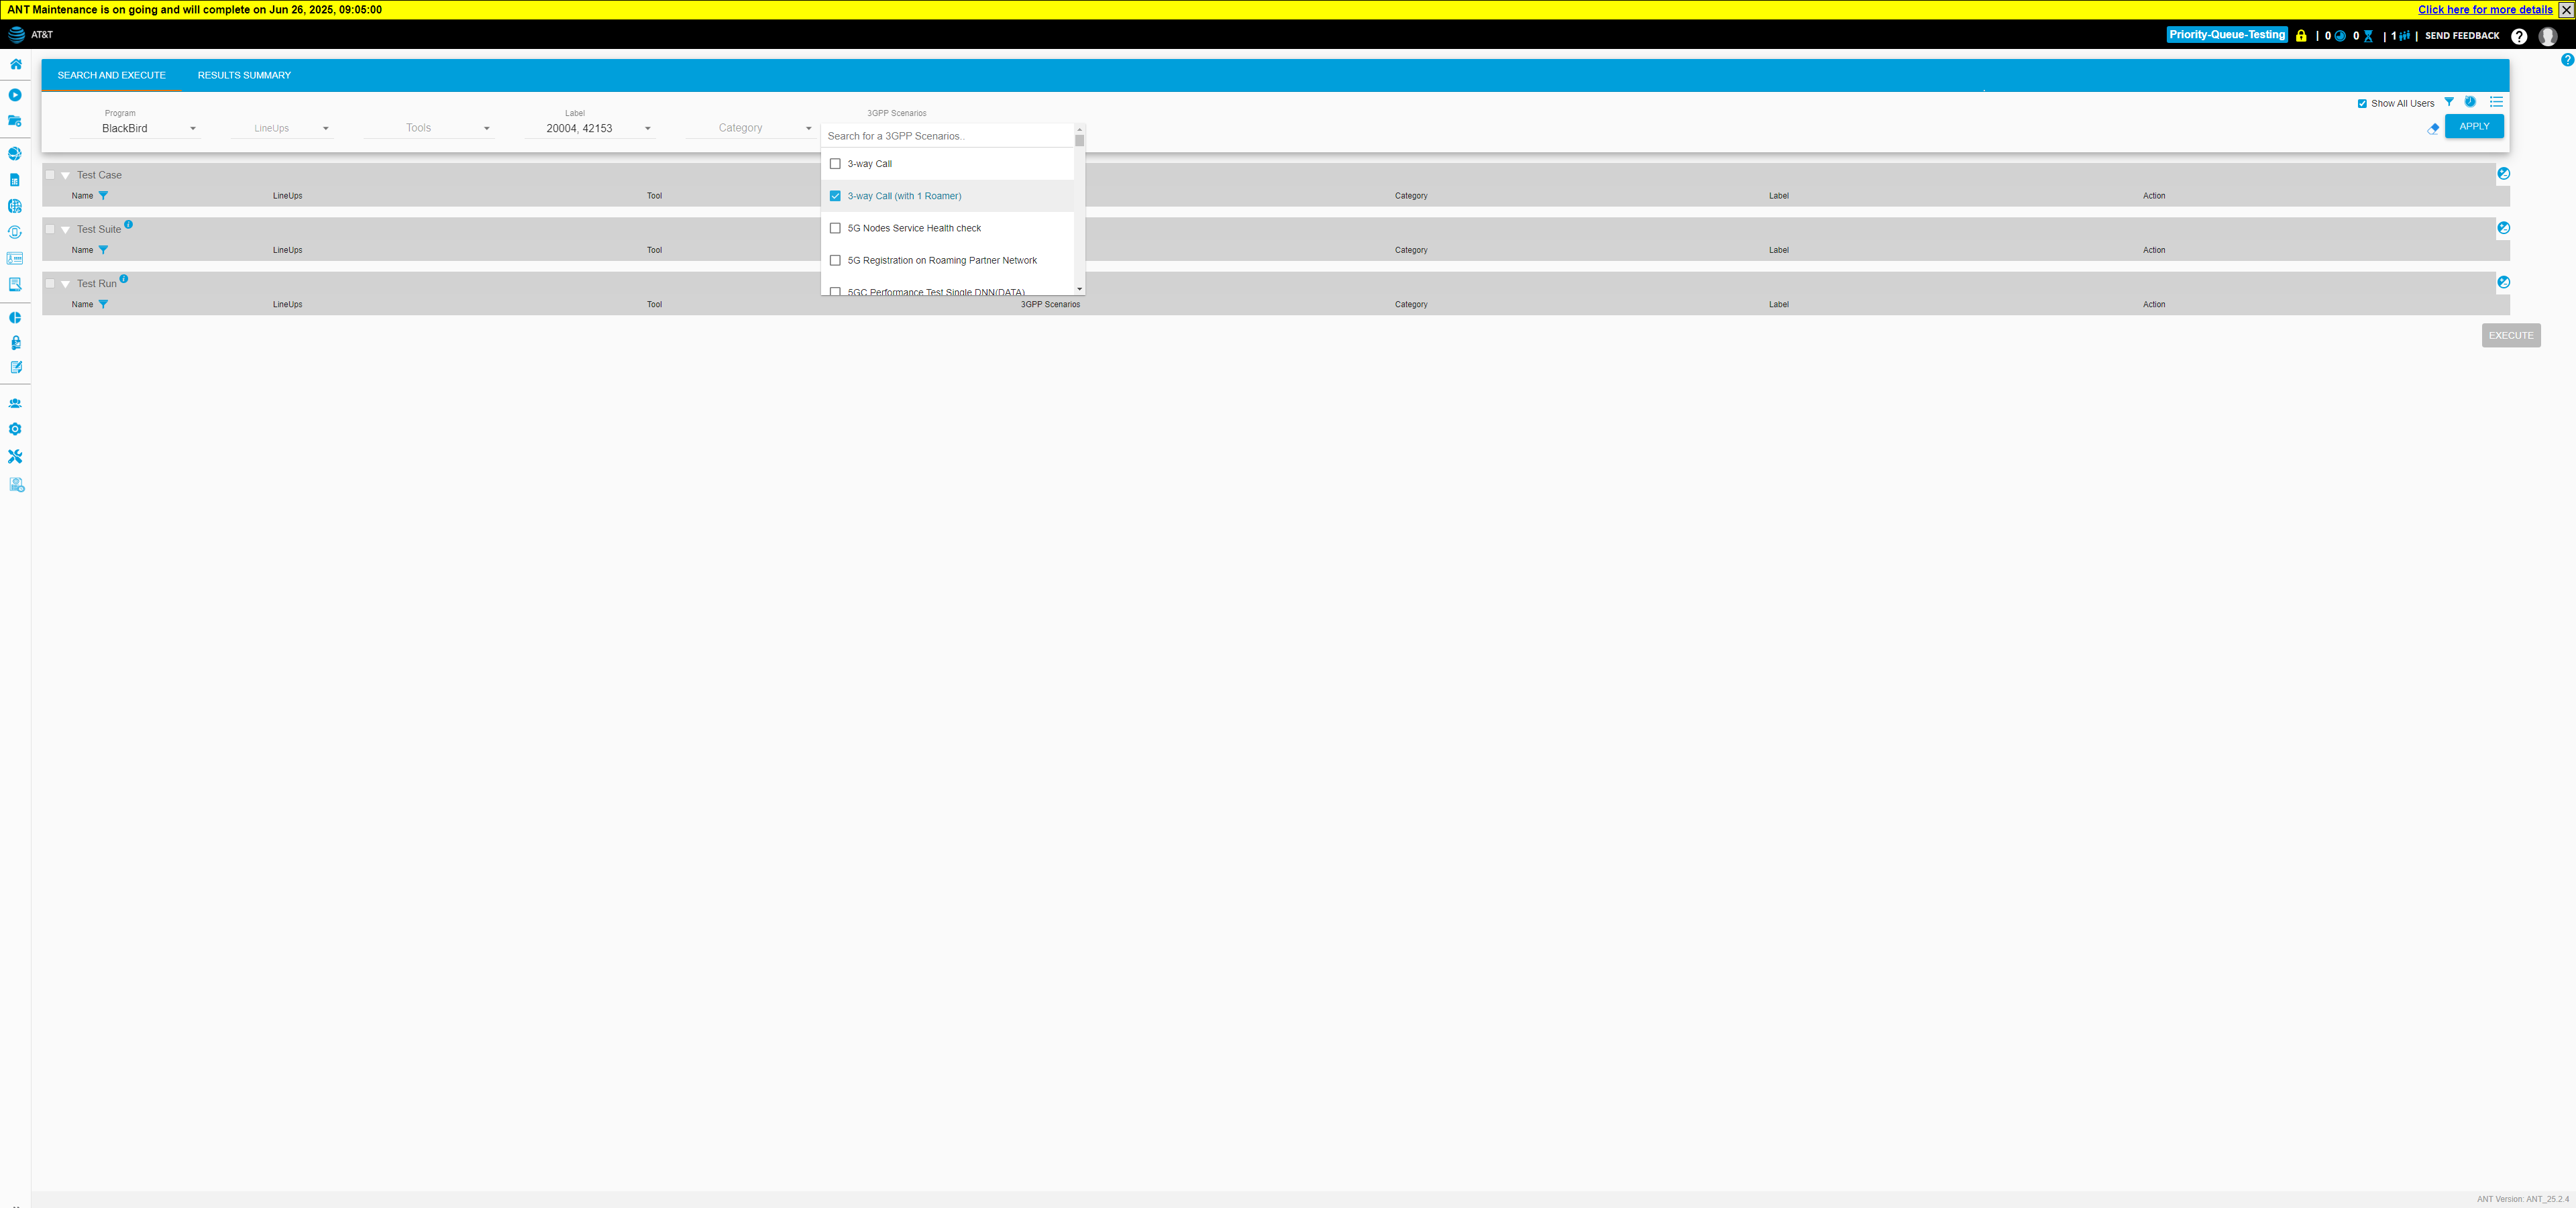 ANT Maintenance is on going and will complete on Jun 26, 2025, 09:05:00
Click here for more details
AT&T
Priority-Queue-Testing | 0 0 | 1 | SEND FEEDBACK
SEARCH AND EXECUTE RESULTS SUMMARY
Show All Users
Program LineUps Tools Label Category 3GPP Scenarios
BlackBird 20004, 42153
APPLY
Search for a 3GPP Scenarios..
3-way Call
3-way Call (with 1 Roamer)
5G Nodes Service Health check
5G Registration on Roaming Partner Network
5GC Performance Test Single DNN(DATA)
Test Case
Name LineUps Tool Category Label Action
Test Suite
Name LineUps Tool Category Label Action
Test Run
Name LineUps Tool 3GPP Scenarios Category Label Action
EXECUTE
ANT Version: ANT_25.2.4